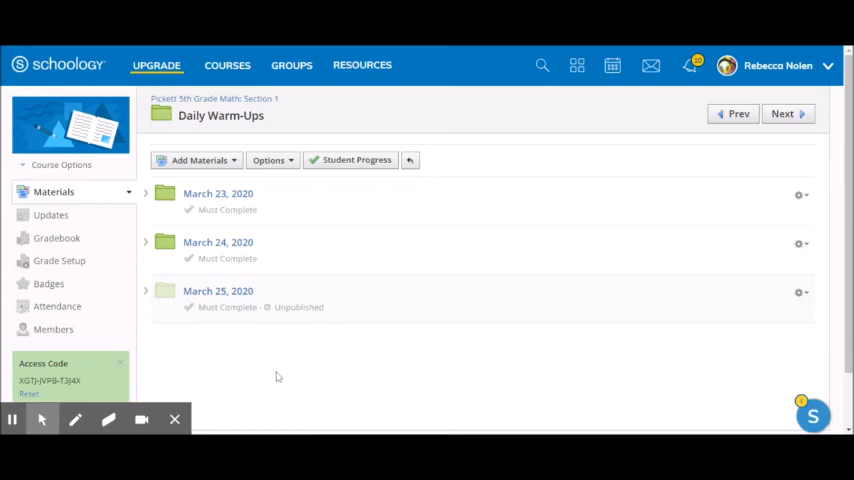 schoology
UPGRADE
COURSES
GROUPS
RESOURCES
10
Rebecca Nolen
Pickett 5th Grade Math: Section 1
Daily Warm-Ups
Prev
Next
Course Options
Add Materials
Options
Student Progress
Materials
Updates
Gradebook
Grade Setup
Badges
Attendance
Members
March 23, 2020
Must Complete
March 24, 2020
Must Complete
March 25, 2020
Must Complete - Unpublished
Access Code
XGTJ-JVPB-T3J4X
Reset
1
S